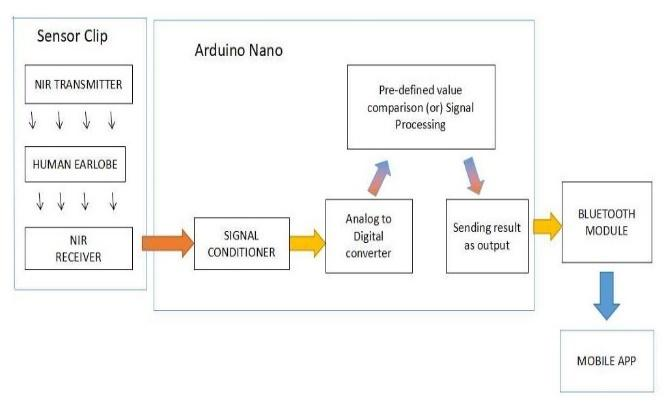 Sensor Clip
NIR TRANSMITTER
HUMAN EARLOBE
NIR
RECEIVER
Arduino Nano
SIGNAL
CONDITIONER
Analog to
Digital
converter
Pre-defined value
comparison (or) Signal
Processing
Sending result
as output
BLUETOOTH
MODULE
MOBILE APP